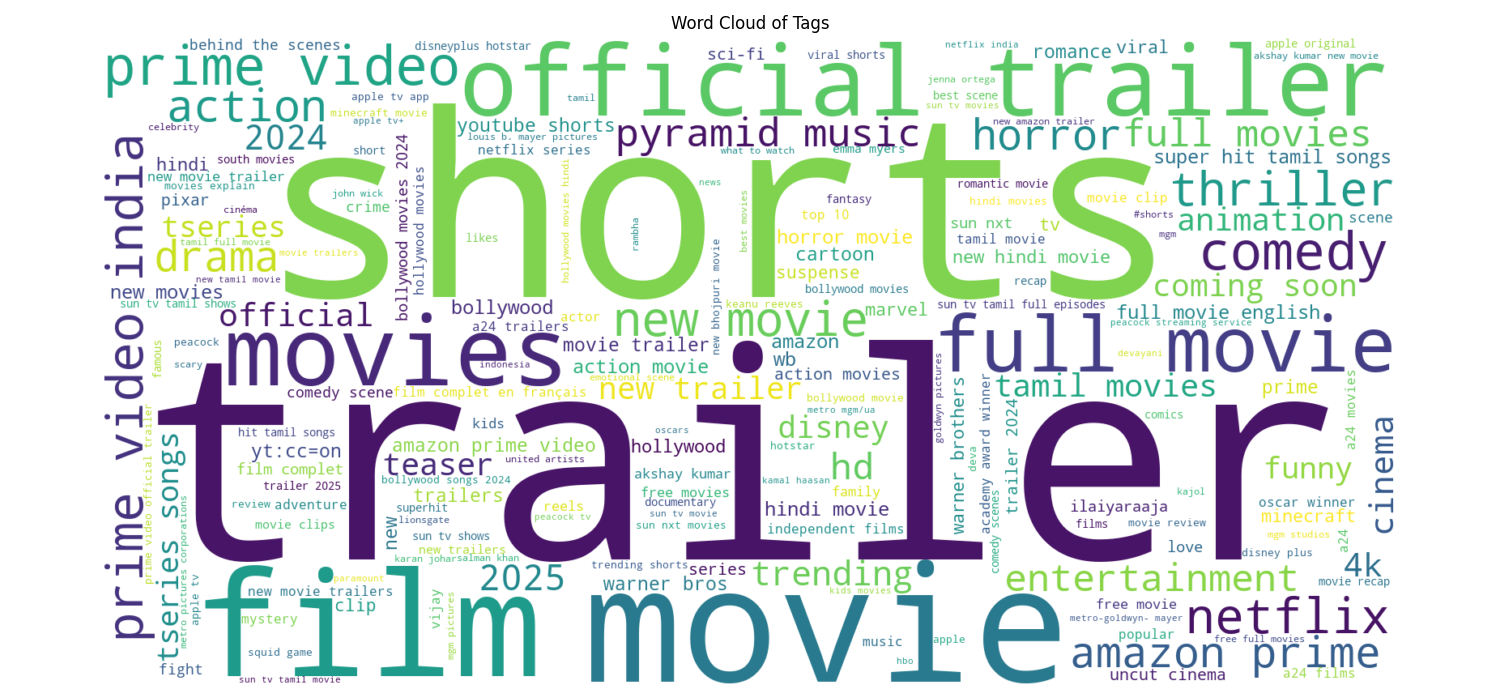 Word Cloud of Tags
behind the scenes
disneyplus hotstar
prime video
official trailer
sci-fi
viral shorts
netflix india
romance
viral
apple original
akshay kumar new movie
action
apple tv app
minecraft movie
apple tv+
tamil
jenna ortega
best scene
sun tv movies
celebrity
2024
youtube shorts
louis b. mayer pictures
netflix series
pyramid music
what to watch
emma myers
new amazon trailer
horror
full movies
hindi
south movies
short
super hit tamil songs
new movie trailer
movies explain
pixar
john wick
crime
bollywood movies 2024
hollywood movies
hollywood movies hindi
shorts
news
fantasy
romantic movie
hindi movies
movie clip
thriller
cinéma
tseries
tamil full movie
drama
movie trailers
likes
rambha
best movies
top 10
horror movie
cartoon
suspense
sun nxt
tv
tamil movie
new hindi movie
#shorts
mgm
animation
scene
comedy
prime video india
new tamil movie
new movies
sun tv tamil shows
new bhojpuri movie
bollywood movies
recap
coming soon
official
bollywood
a24 trailers
actor
keanu reeves
new movie
marvel
sun tv tamil full episodes
full movie english
peacock streaming service
peacock
scary
famous
movies
indonesia
movie trailer
action movie
emotional scene
amazon
wb
action movies
full movie
devayani
comedy scene
film complet en français
new trailer
bollywood movie
metro mgm/ua
goldwyn pictures
tamil movies
prime
a24 movies
trailer
comics
prime video official trailer
tseries songs
hit tamil songs
yt:cc=on
film complet
trailer 2025
kids
oscars
disney
hotstar
warner brothers
deva
academy award winner
trailer 2024
cinema
amazon prime video
hollywood
teaser
united artists
bollywood songs 2024
trailers
akshay kumar
free movies
kamal haasan
hd
family
kajol
funny
review
adventure
superhit
lionsgate
reels
peacock tv
documentary
sun tv movie
sun nxt movies
hindi movie
independent films
ilaiyaraaja
films
movie review
oscar winner
minecraft
mgm studios
a24
movie clips
new
sun tv shows
new trailers
karan johar
salman khan
comedy scenes
love
disney plus
metro pictures corporations
apple tv
paramount
new movie trailers
clip
mystery
vijay
mgm pictures
2025
trending shorts
series
warner bros
trending
kids movies
entertainment
4k
movie recap
film
movie
free movie
metro-goldwyn- mayer
popular
netflix
free full movies
squid game
fight
sun tv tamil movie
music
apple
hbo
amazon prime
uncut cinema
a24 films